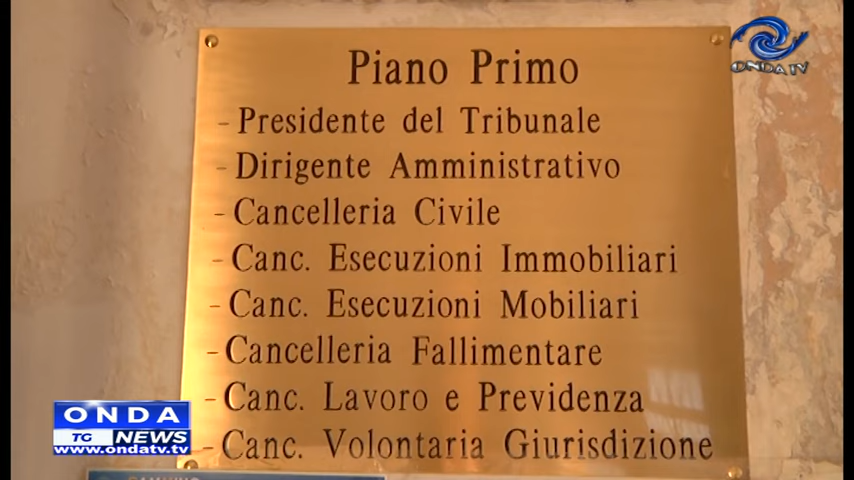 Piano Primo
ONDA TV
- Presidente del Tribunale
- Dirigente Amministrativo
- Cancelleria Civile
- Canc. Esecuzioni Immobiliari
- Canc. Esecuzioni Mobiliari
- Cancelleria Fallimentare
- Canc. Lavoro e Previdenza
- Canc. Volontaria Giurisdizione
ONDA
TG NEWS
www.ondatv.tv